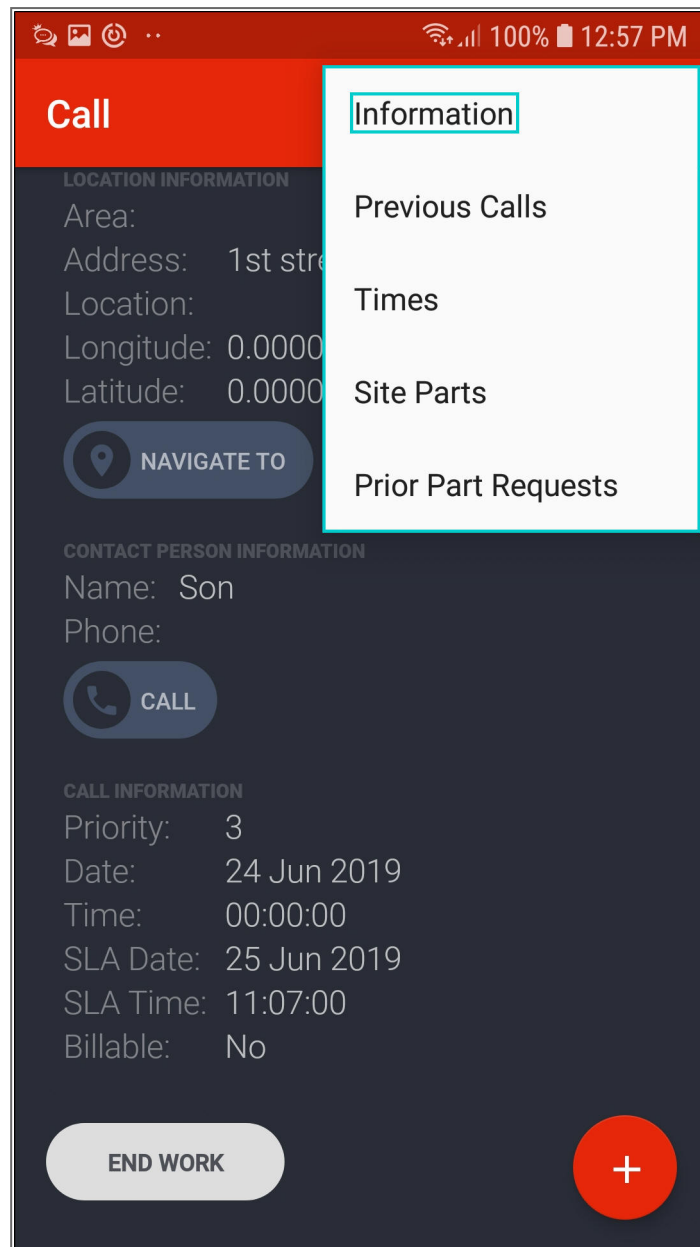 100% 12:57 PM
Call
Information
Previous Calls
Times
Site Parts
Prior Part Requests
LOCATION INFORMATION
Area:
Address: 1st stre
Location:
Longitude: 0.0000
Latitude: 0.0000
NAVIGATE TO
CONTACT PERSON INFORMATION
Name: Son
Phone:
CALL
CALL INFORMATION
Priority: 3
Date: 24 Jun 2019
Time: 00:00:00
SLA Date: 25 Jun 2019
SLA Time: 11:07:00
Billable: No
END WORK
+